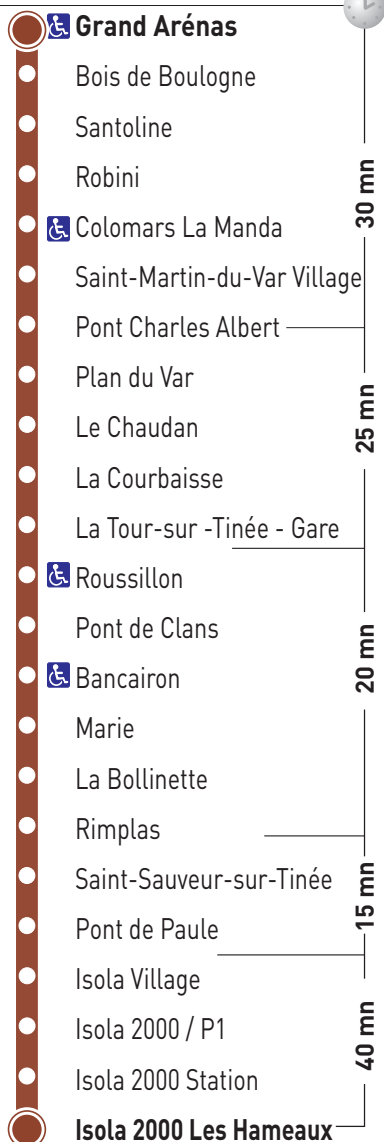 Grand Arénas
Bois de Boulogne
Santoline
Robini
30 mn
Colomars La Manda
Saint-Martin-du-Var Village
Pont Charles Albert
Plan du Var
25 mn
Le Chaudan
La Courbaisse
La Tour-sur -Tinée - Gare
Roussillon
Pont de Clans
20 mn
Bancairon
Marie
La Bollinette
Rimplas
Saint-Sauveur-sur-Tinée
15 mn
Pont de Paule
Isola Village
Isola 2000 / P1
40 mn
Isola 2000 Station
Isola 2000 Les Hameaux